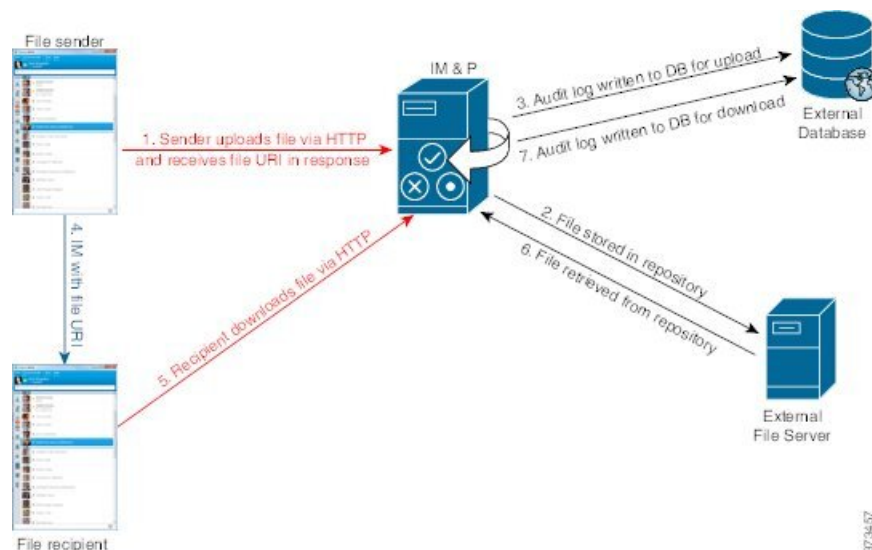 File sender
IM & P
External
Database
3. Audit log written to DB for upload
7. Audit log written to DB for download
1. Sender uploads file via HTTP
and receives file URI in response
2. File stored in repository
6. File retrieved from repository
4. IM with file URI
5. Recipient downloads file via HTTP
External
File Server
File recipient